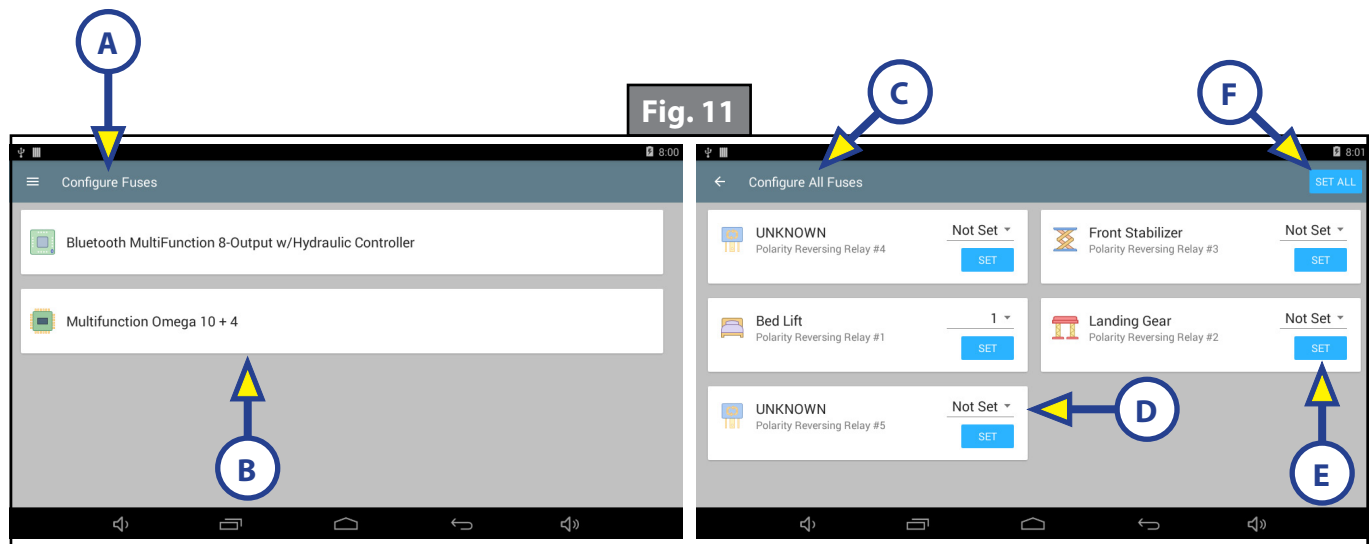 A
C
F
Fig. 11
8:00
Configure Fuses
Bluetooth MultiFunction 8-Output w/Hydraulic Controller
Multifunction Omega 10 + 4
B
8:01
Configure All Fuses
SET ALL
UNKNOWN
Not Set
Polarity Reversing Relay #4
SET
Front Stabilizer
Not Set
Polarity Reversing Relay #3
SET
Bed Lift
1
Polarity Reversing Relay #1
SET
Landing Gear
Not Set
Polarity Reversing Relay #2
SET
UNKNOWN
Not Set
Polarity Reversing Relay #5
SET
D
E